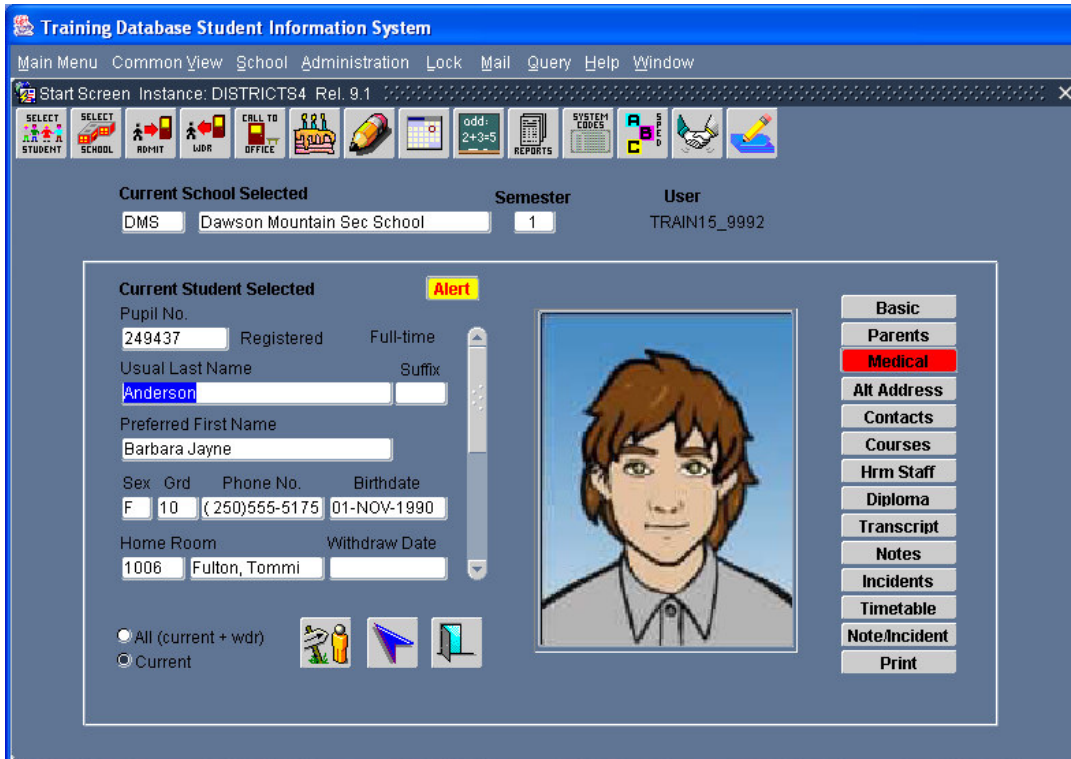 Training Database Student Information System
Main Menu Common View School Administration Lock Mail Query Help Window
Start Screen Instance: DISTRICTS4 Rel. 9.1
SELECT STUDENT
SELECT SCHOOL
ADMIT
WDR
CALL TO OFFICE
odd: 2+3=5
REPORTS
SYSTEM CODES
A B C SPED
Current School Selected Semester User
DMS Dawson Mountain Sec School 1 TRAIN15_9992
Current Student Selected Alert
Pupil No.
249437 Registered Full-time
Usual Last Name Suffix
Anderson
Preferred First Name
Barbara Jayne
Sex Grd Phone No. Birthdate
F 10 (250)555-5175 01-NOV-1990
Home Room Withdraw Date
1006 Fulton, Tommi
All (current + wdr)
Current
Basic
Parents
Medical
Alt Address
Contacts
Courses
Hrm Staff
Diploma
Transcript
Notes
Incidents
Timetable
Note/Incident
Print